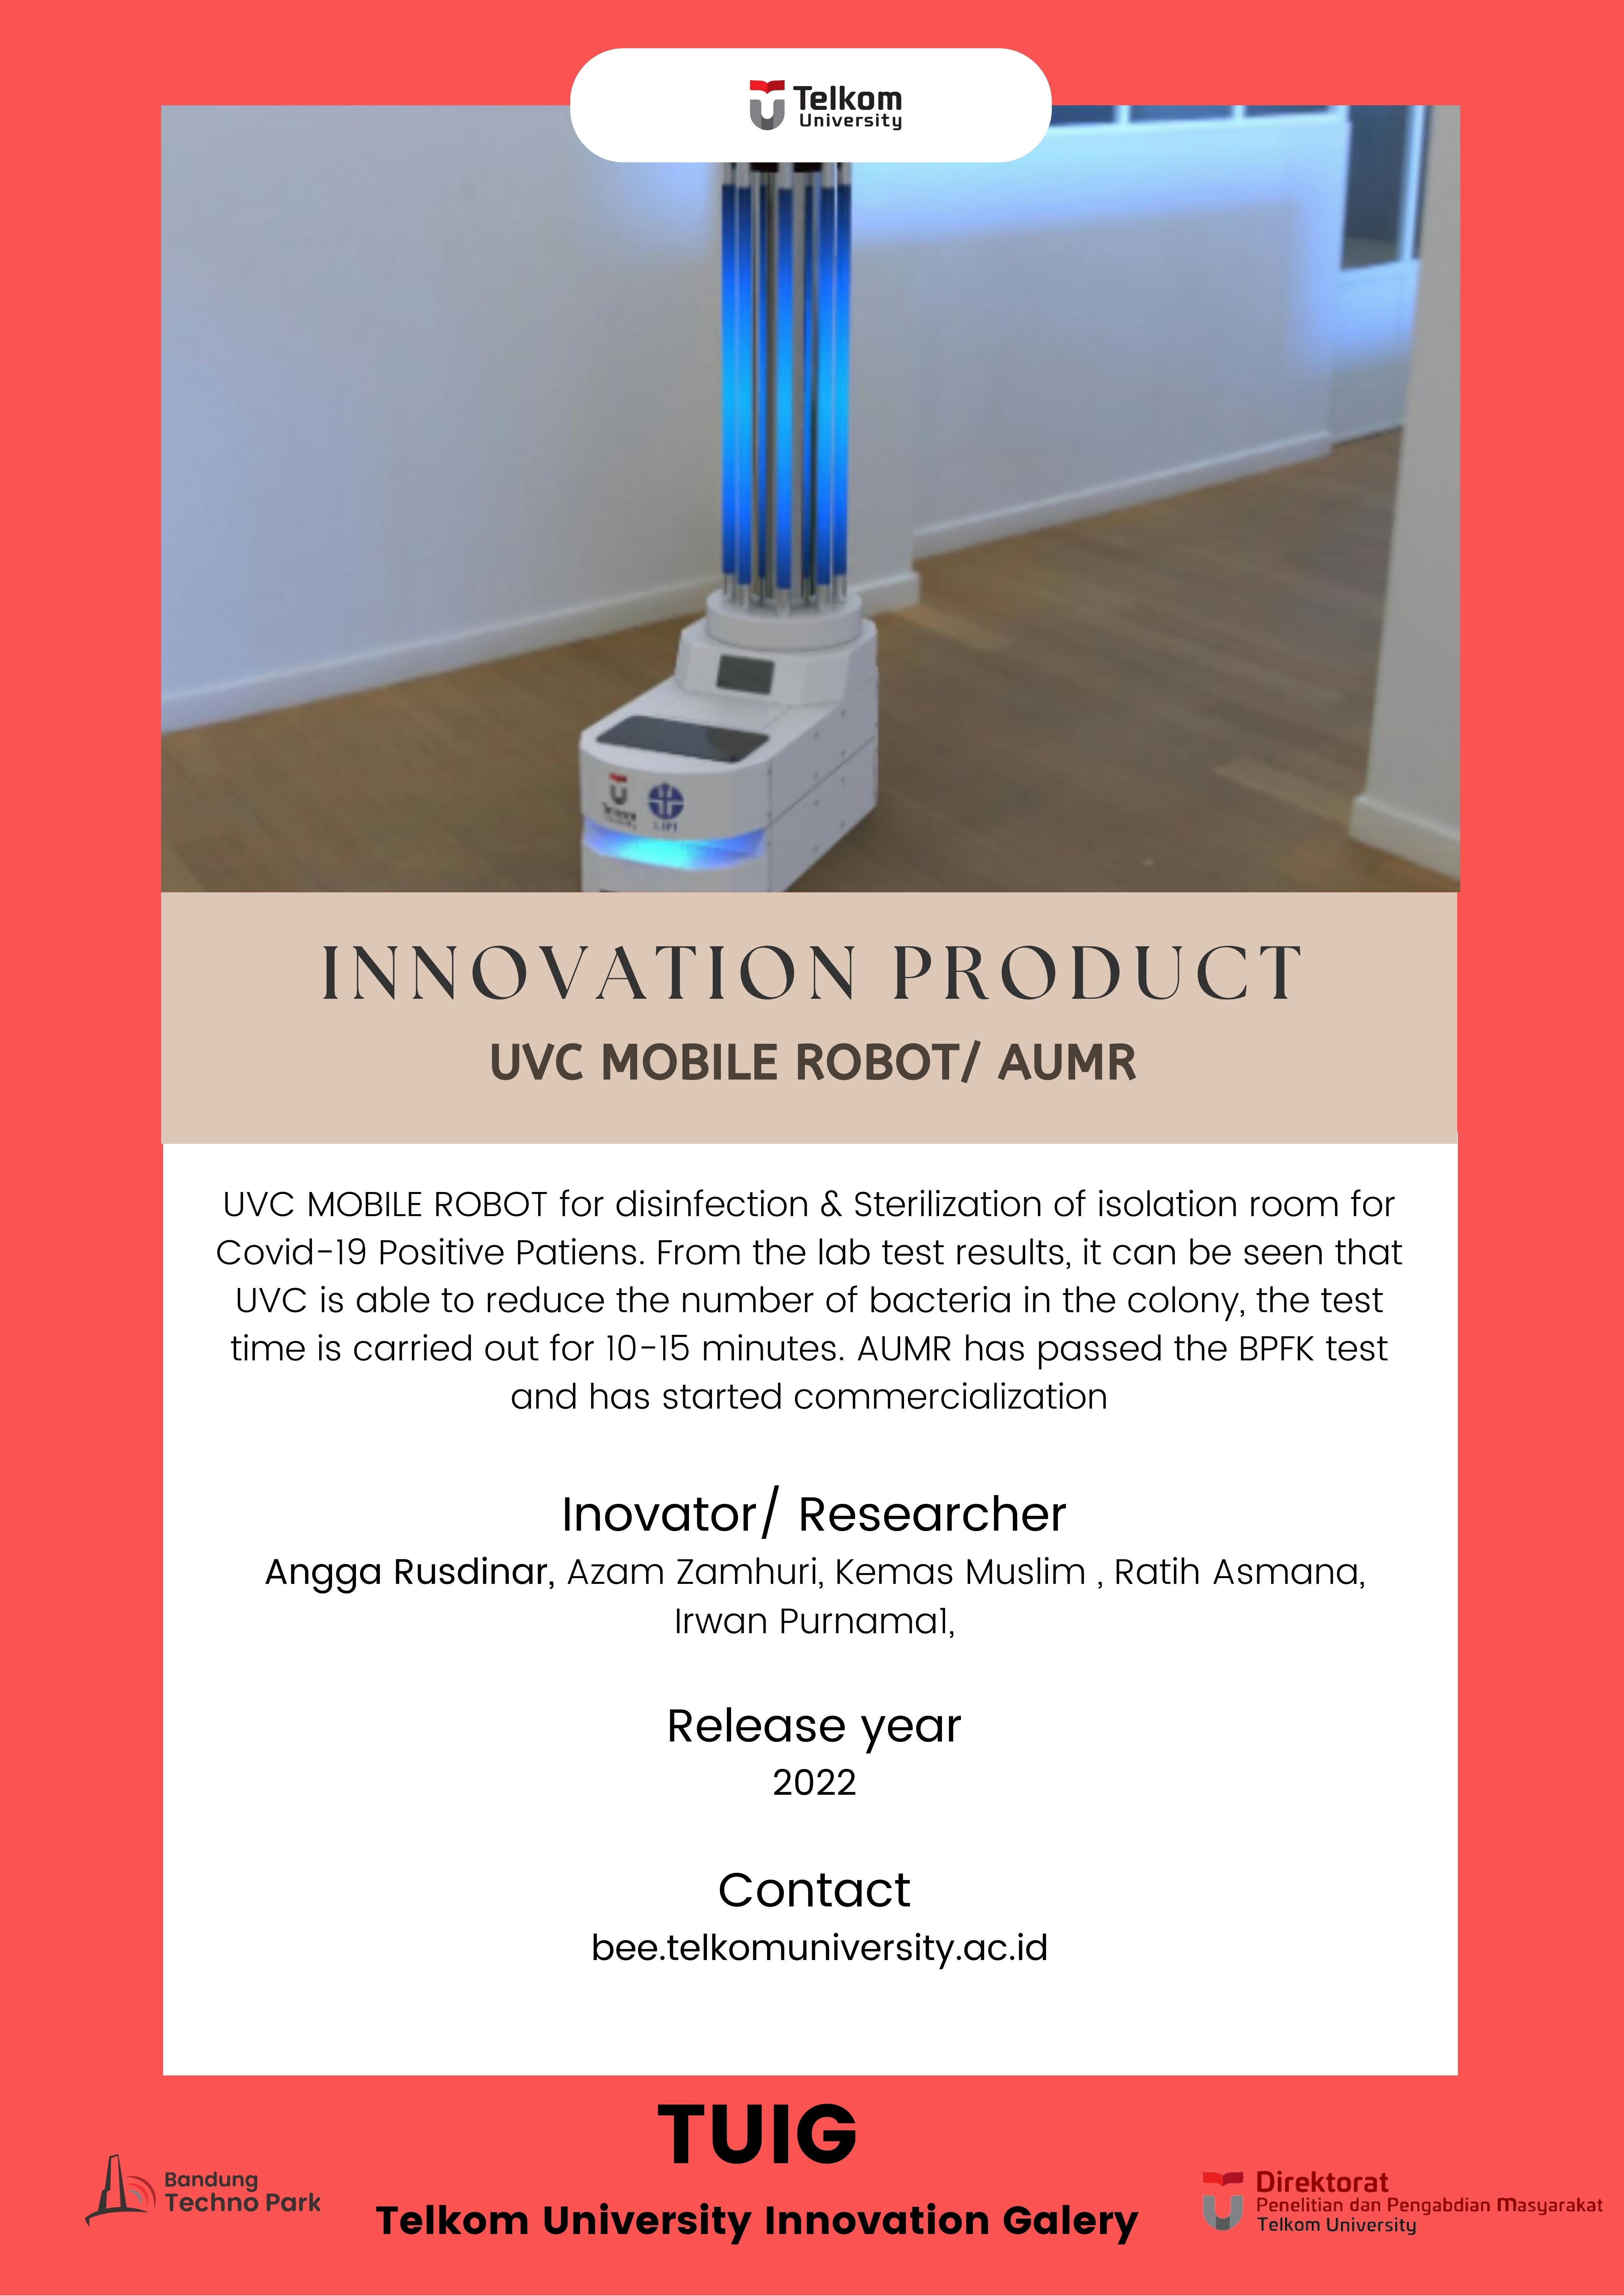 Telkom
University
INNOVATION PRODUCT
UVC MOBILE ROBOT/ AUMR
UVC MOBILE ROBOT for disinfection & Sterilization of isolation room for
Covid-19 Positive Patiens. From the lab test results, it can be seen that
UVC is able to reduce the number of bacteria in the colony, the test
time is carried out for 10-15 minutes. AUMR has passed the BPFK test
and has started commercialization
Inovator/ Researcher
Angga Rusdinar, Azam Zamhuri, Kemas Muslim , Ratih Asmana,
Irwan Purnama1,
Release year
2022
Contact
bee.telkomuniversity.ac.id
TUIG
Telkom University Innovation Galery
Bandung
Techno Park
Direktorat
Penelitian dan Pengabdian Masyarakat
Telkom University